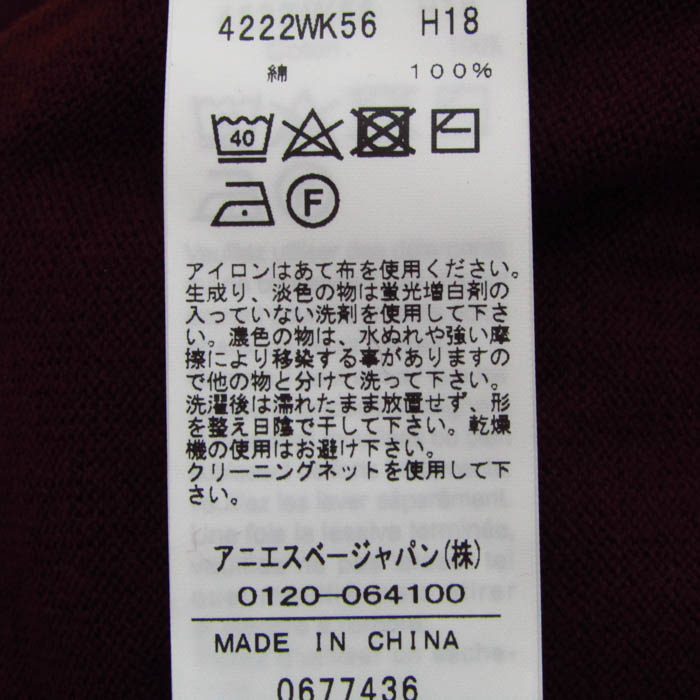 4222WK56 H18
綿 100%
40
F
アイロンはあて布を使用ください。
生成り、淡色の物は蛍光増白剤の
入っていない洗剤を使用して下さ
い。濃色の物は、水ぬれや強い摩
擦により移染する事がありますの
で他の物と分けて洗って下さい。
洗濯後は濡れたまま放置せず、形
を整え日陰で干して下さい。乾燥
機の使用はお避け下さい。
クリーニングネットを使用して下
さい。
アニエスベージャパン(株)
0120-064100
MADE IN CHINA
0677436